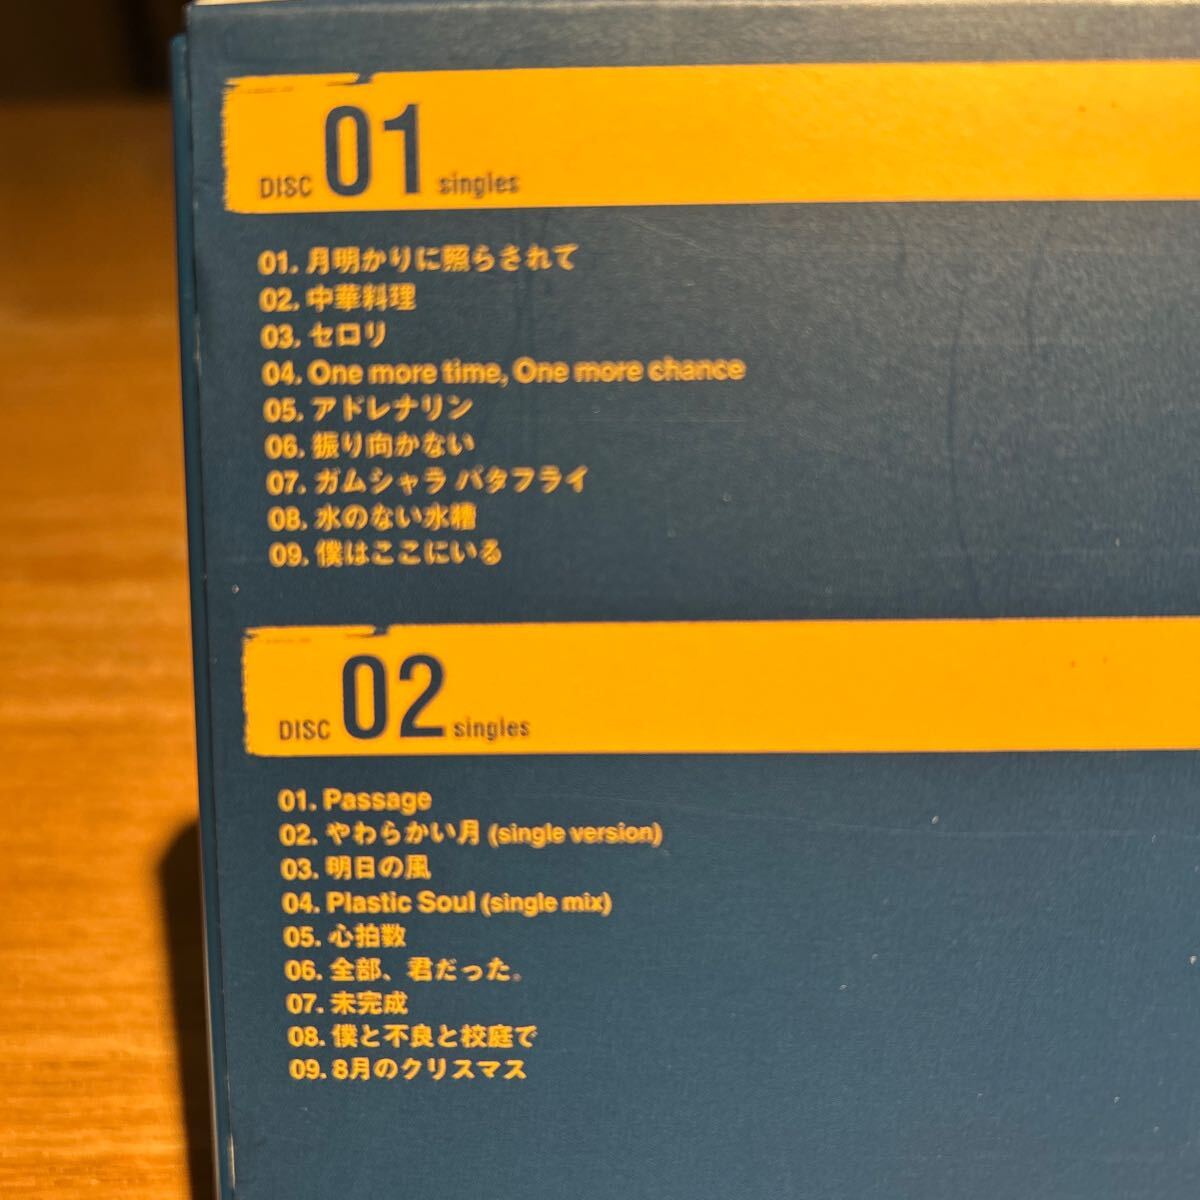 DISC 01 singles
01. 月明かりに照らされて
02. 中華料理
03. セロリ
04. One more time, One more chance
05. アドレナリン
06. 振り向かない
07. ガムシャラ バタフライ
08. 水のない水槽
09. 僕はここにいる
DISC 02 singles
01. Passage
02. やわらかい月 (single version)
03. 明日の風
04. Plastic Soul (single mix)
05. 心拍数
06. 全部、君だった。
07. 未完成
08. 僕と不良と校庭で
09. 8月のクリスマス